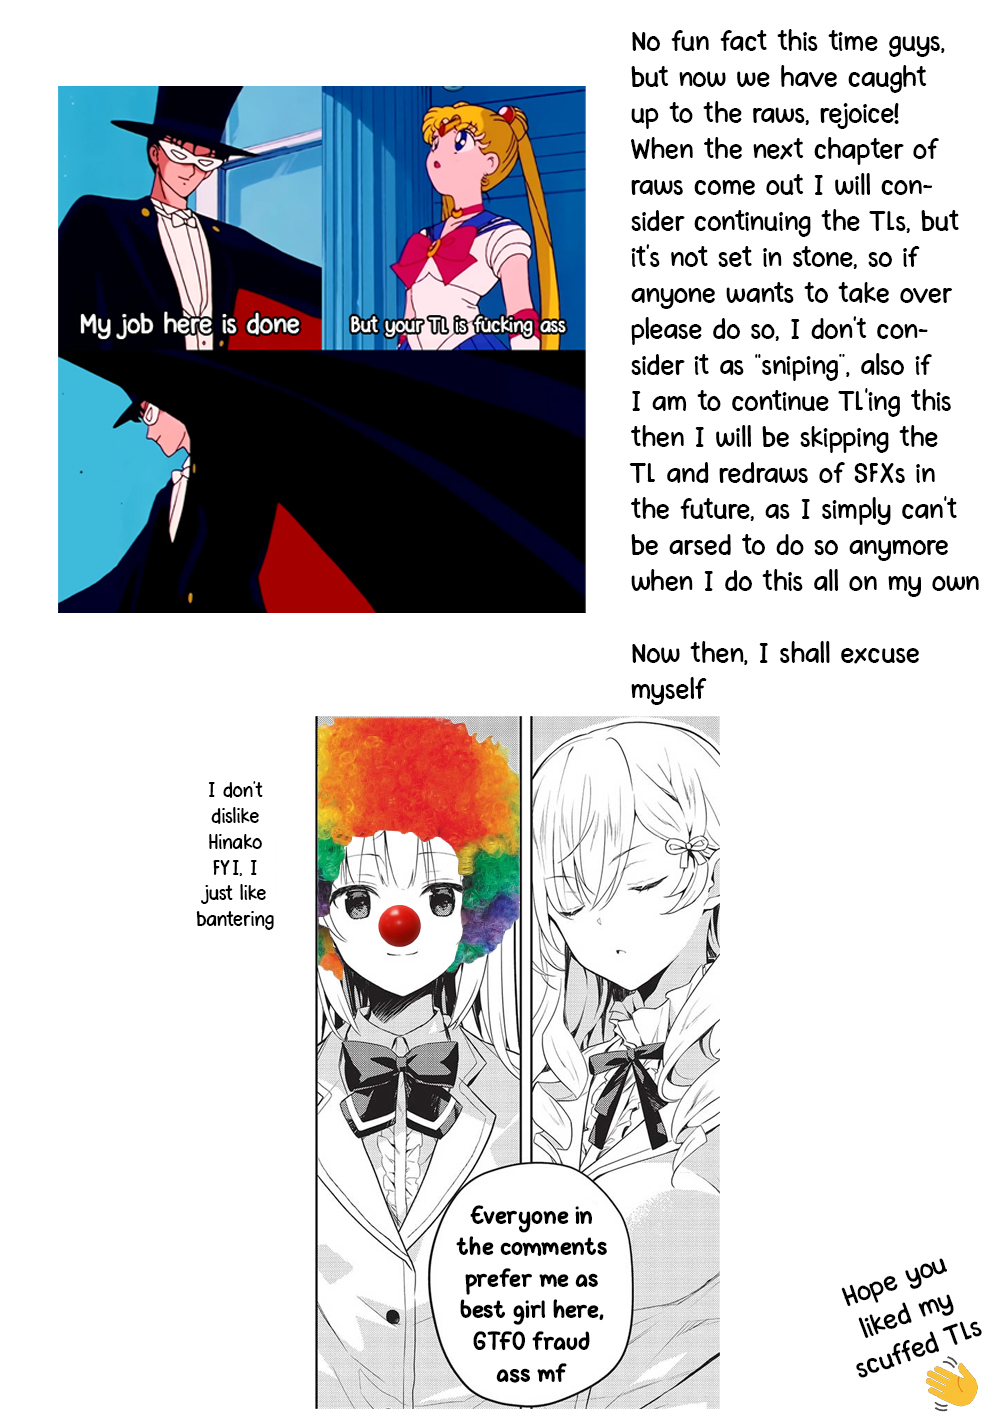 No fun fact this time guys,
but now we have caught
up to the raws, rejoice!
When the next chapter of
raws come out I will con-
sider continuing the TLs, but
it's not set in stone, so if
anyone wants to take over
please do so, I don't con-
sider it as "sniping", also if
I am to continue TL'ing this
then I will be skipping the
TL and redraws of SFXs in
the future, as I simply can't
be arsed to do so anymore
when I do this all on my own
Now then, I shall excuse
myself
My job here is done
But your TL is fucking ass
I don't
dislike
Hinako
FYI, I
just like
bantering
Everyone in
the comments
prefer me as
best girl here,
GTFO fraud
ass mf
Hope you
liked my
scuffed TLs